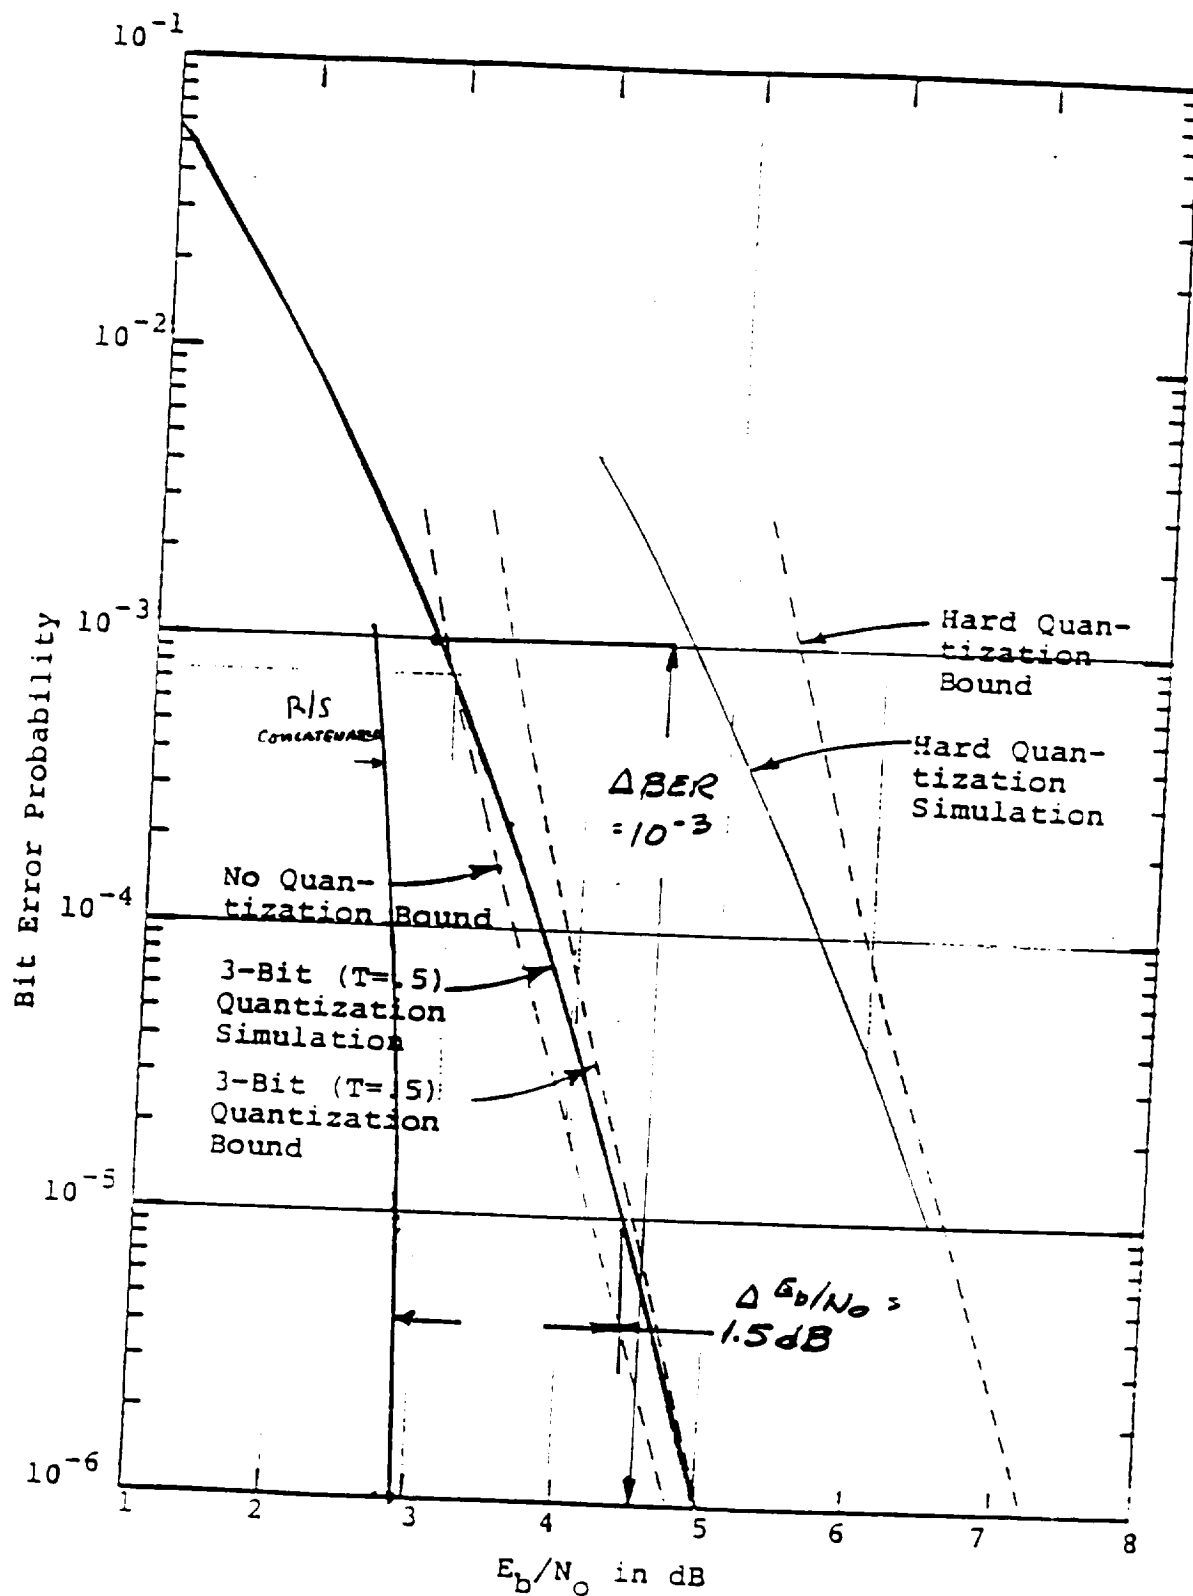 10-1
10-2
10-3
10-4
10-5
10-6
Bit Error Probability
Hard Quan-
tization
Bound
R/S
CONCATENATED
Hard Quan-
tization
Simulation
ΔBER
=10-3
No Quan-
tization Bound
3-Bit (T=.5)
Quantization
Simulation
3-Bit (T=.5)
Quantization
Bound
Δ Eb/No =
1.5dB
1 2 3 4 5 6 7 8
Eb/No in dB